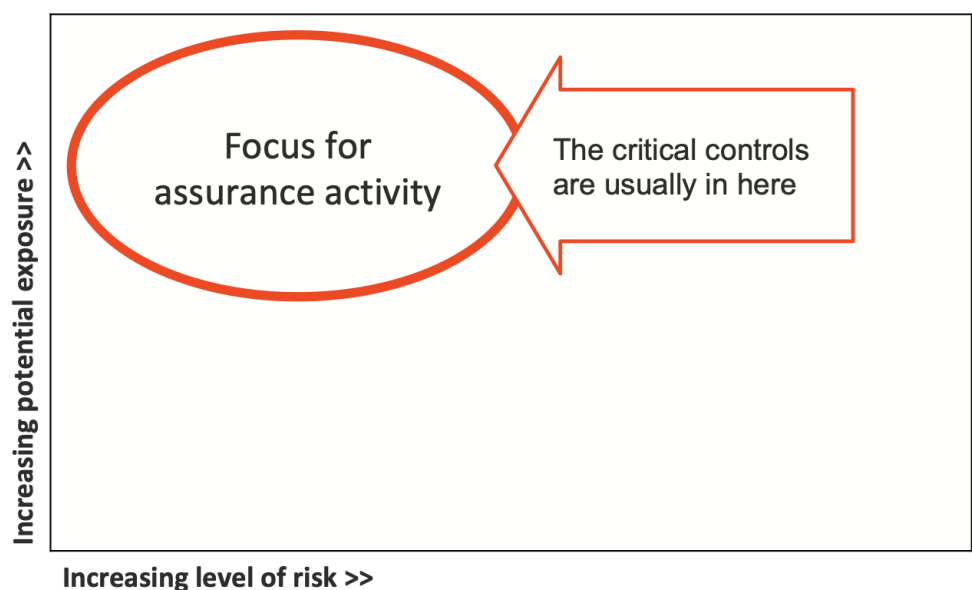 Focus for
assurance activity
The critical controls
are usually in here
Increasing potential exposure >>
Increasing level of risk >>